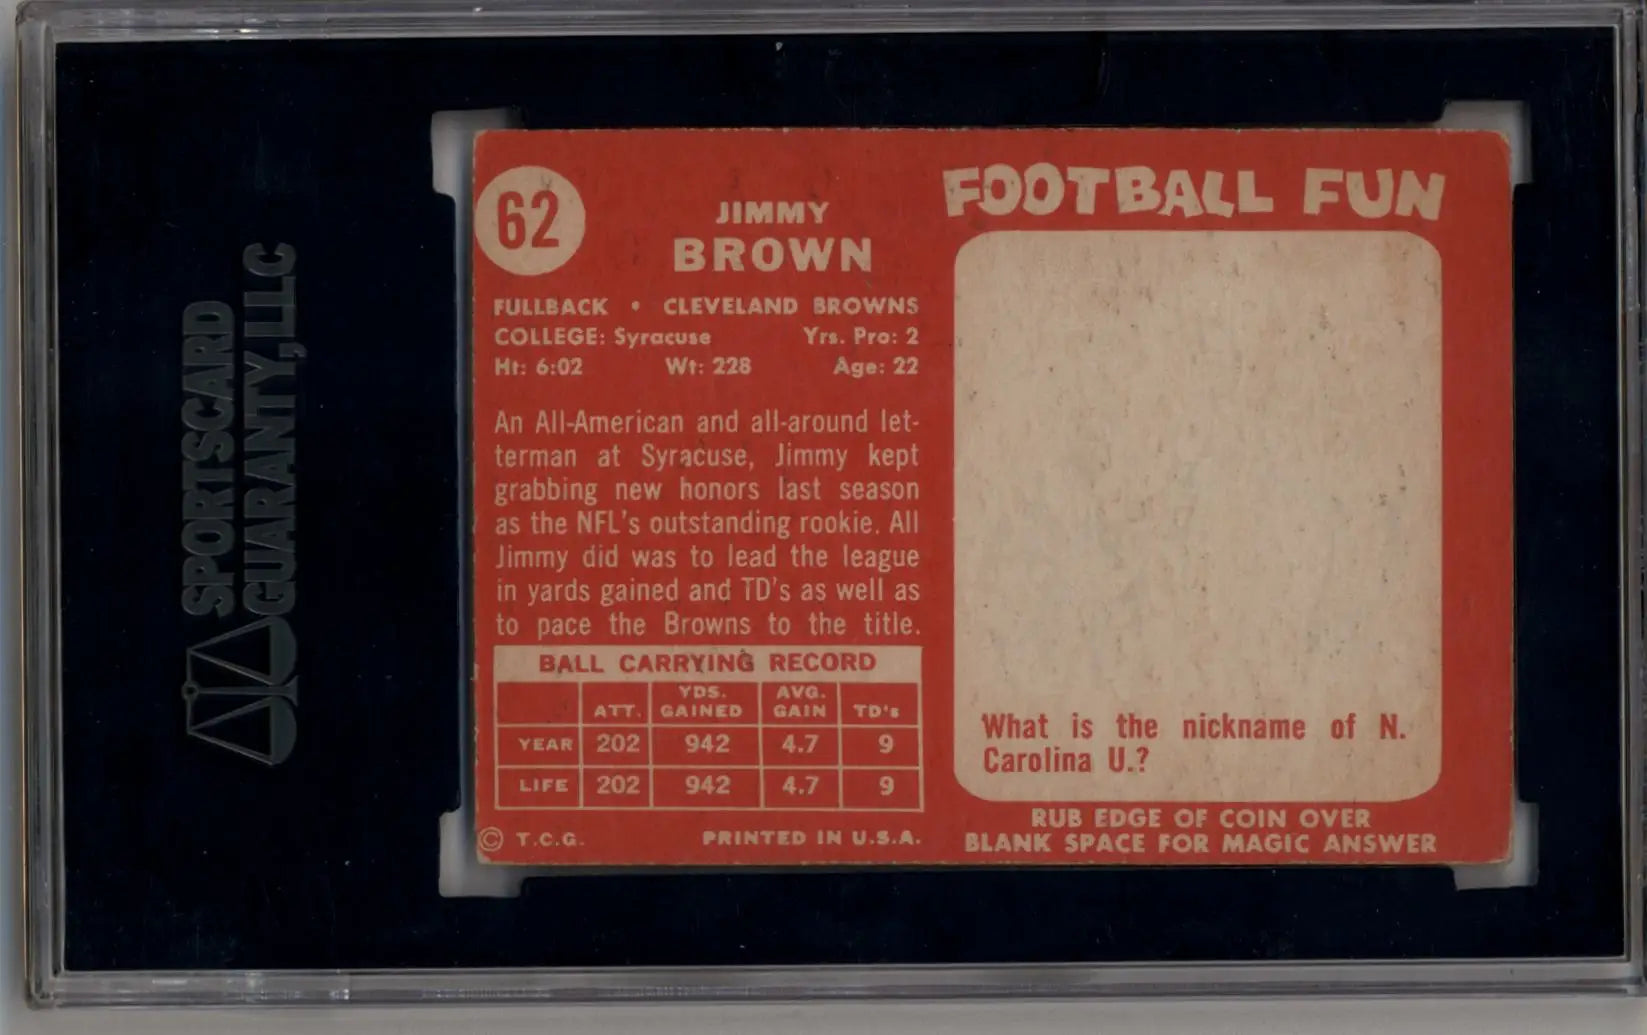 SPORTSCARD
GUARANTY, LLC
62
JIMMY
BROWN
FULLBACK • CLEVELAND BROWNS
COLLEGE: Syracuse Yrs. Pro: 2
Ht: 6:02 Wt: 228 Age: 22
An All-American and all-around let-
terman at Syracuse, Jimmy kept
grabbing new honors last season
as the NFL's outstanding rookie. All
Jimmy did was to lead the league
in yards gained and TD's as well as
to pace the Browns to the title.
BALL CARRYING RECORD
ATT. YDS. GAINED AVG. GAIN TD's
YEAR 202 942 4.7 9
LIFE 202 942 4.7 9
© T.C.G. PRINTED IN U.S.A.
FOOTBALL FUN
What is the nickname of N.
Carolina U.?
RUB EDGE OF COIN OVER
BLANK SPACE FOR MAGIC ANSWER